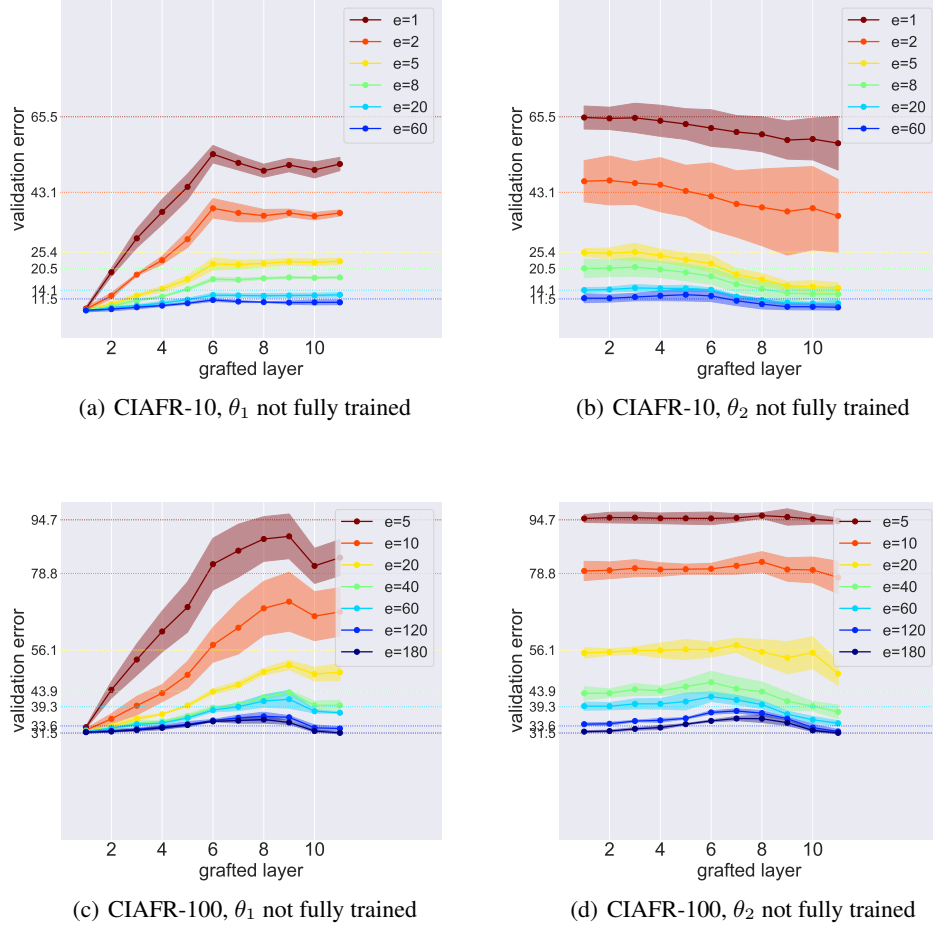 validation error
65.5
43.1
25.4
20.5
14.1
11.5
e=1
e=2
e=5
e=8
e=20
e=60
2 4 6 8 10
grafted layer
(a) CIAFR-10, θ1 not fully trained
validation error
65.5
43.1
25.4
20.5
14.1
11.5
e=1
e=2
e=5
e=8
e=20
e=60
2 4 6 8 10
grafted layer
(b) CIAFR-10, θ2 not fully trained
validation error
94.7
78.8
56.1
43.9
39.3
33.6
31.5
e=5
e=10
e=20
e=40
e=60
e=120
e=180
2 4 6 8 10
grafted layer
(c) CIAFR-100, θ1 not fully trained
validation error
94.7
78.8
56.1
43.9
39.3
33.6
31.5
e=5
e=10
e=20
e=40
e=60
e=120
e=180
2 4 6 8 10
grafted layer
(d) CIAFR-100, θ2 not fully trained